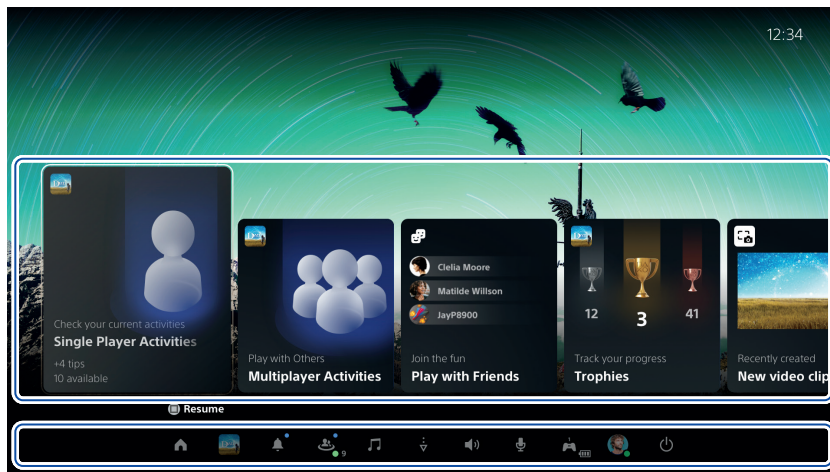 12:34
Check your current activities
Single Player Activities
+4 tips
10 available
Play with Others
Multiplayer Activities
Clelia Moore
Matilde Willson
JayP8900
Join the fun
Play with Friends
12
3
41
Track your progress
Trophies
Recently created
New video clip
Resume
9